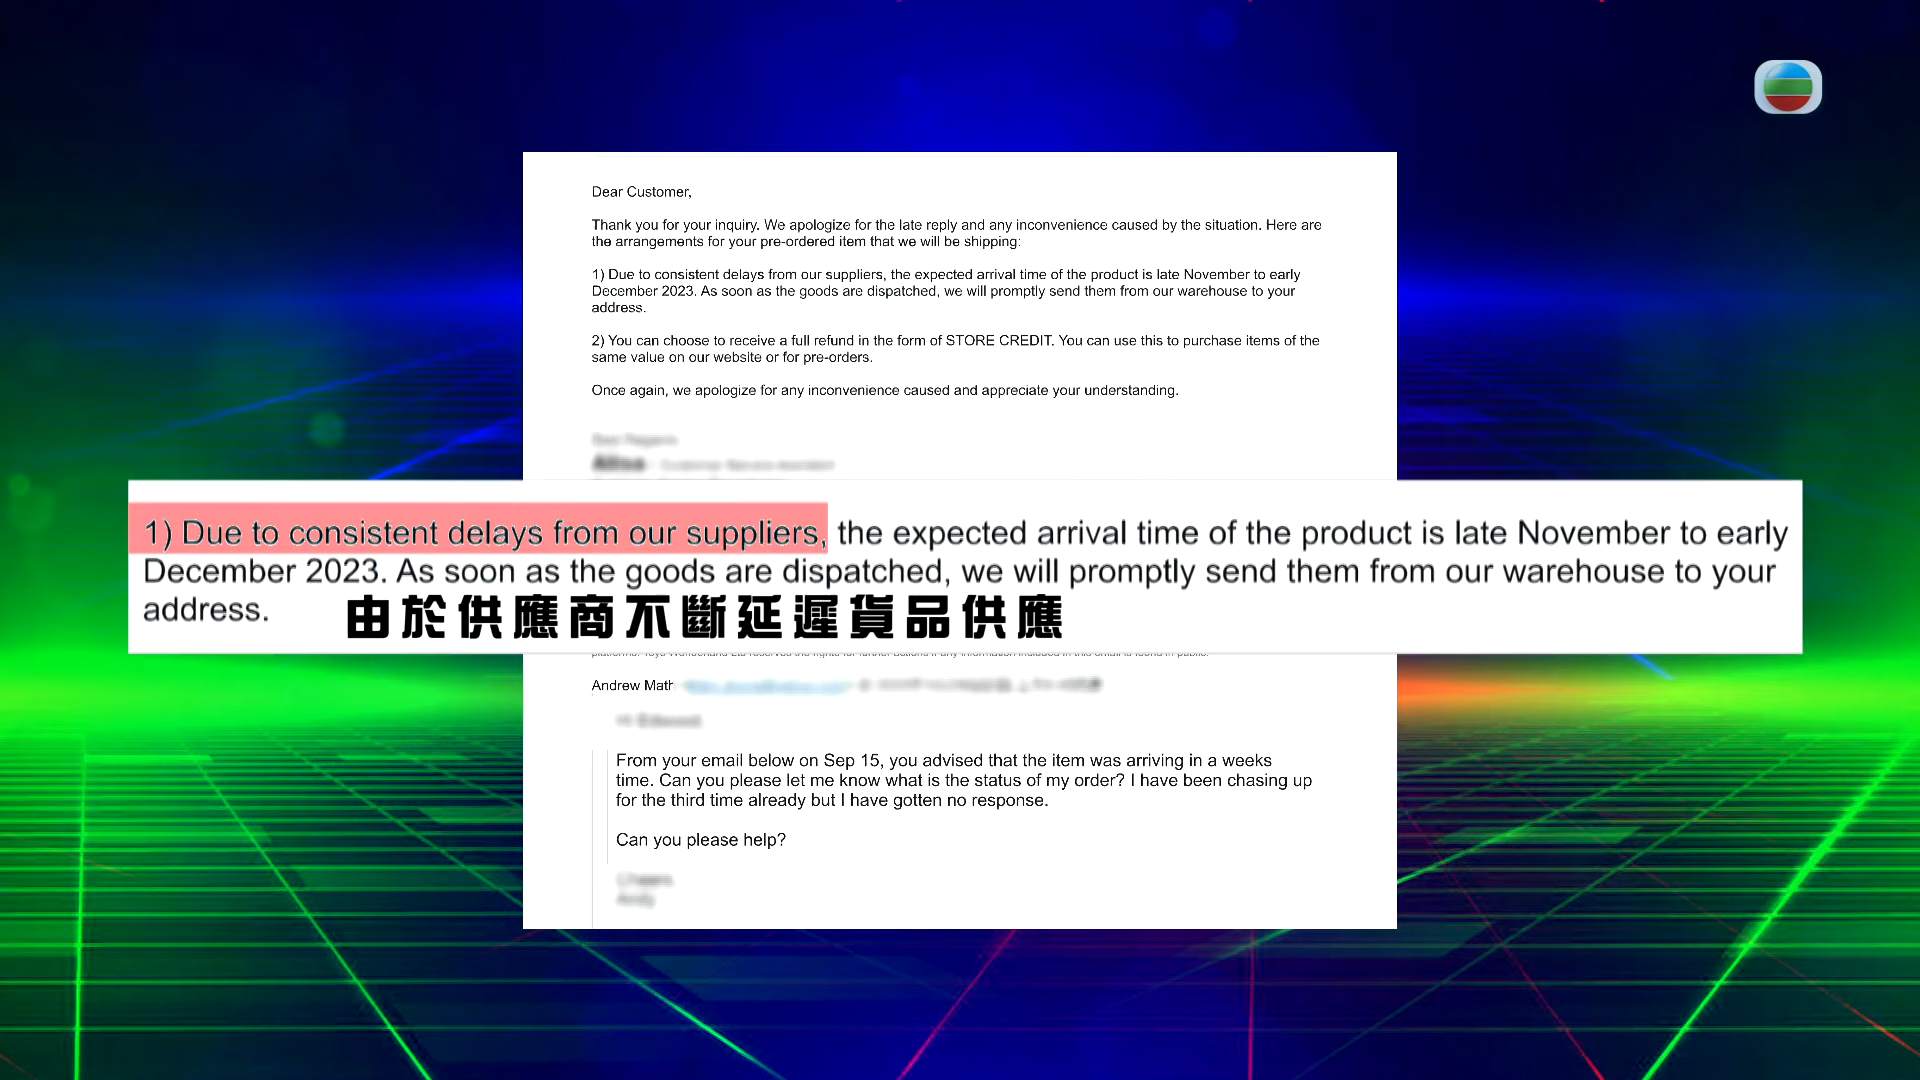 Dear Customer,
Thank you for your inquiry. We apologize for the late reply and any inconvenience caused by the situation. Here are
the arrangements for your pre-ordered item that we will be shipping:
1) Due to consistent delays from our suppliers, the expected arrival time of the product is late November to early
December 2023. As soon as the goods are dispatched, we will promptly send them from our warehouse to your
address.
2) You can choose to receive a full refund in the form of STORE CREDIT. You can use this to purchase items of the
same value on our website or for pre-orders.
Once again, we apologize for any inconvenience caused and appreciate your understanding.
1) Due to consistent delays from our suppliers, the expected arrival time of the product is late November to early
December 2023. As soon as the goods are dispatched, we will promptly send them from our warehouse to your
address.
由於供應商不斷延遲貨品供應
Andrew Math
From your email below on Sep 15, you advised that the item was arriving in a weeks
time. Can you please let me know what is the status of my order? I have been chasing up
for the third time already but I have gotten no response.
Can you please help?